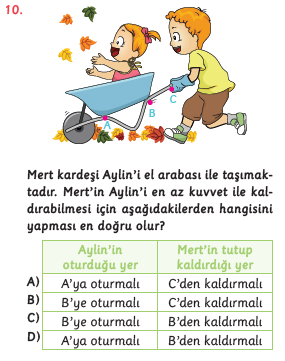 10.
A
B
C
Mert kardeşi Aylin'i el arabası ile taşımak-
tadır. Mert'in Aylin'i en az kuvvet ile kal-
dırabilmesi için aşağıdakilerden hangisini
yapması en doğru olur?
Aylin'in oturduğu yer Mert'in tutup kaldırdığı yer
A) A'ya oturmalı C'den kaldırmalı
B) B'ye oturmalı C'den kaldırmalı
C) B'ye oturmalı B'den kaldırmalı
D) A'ya oturmalı B'den kaldırmalı